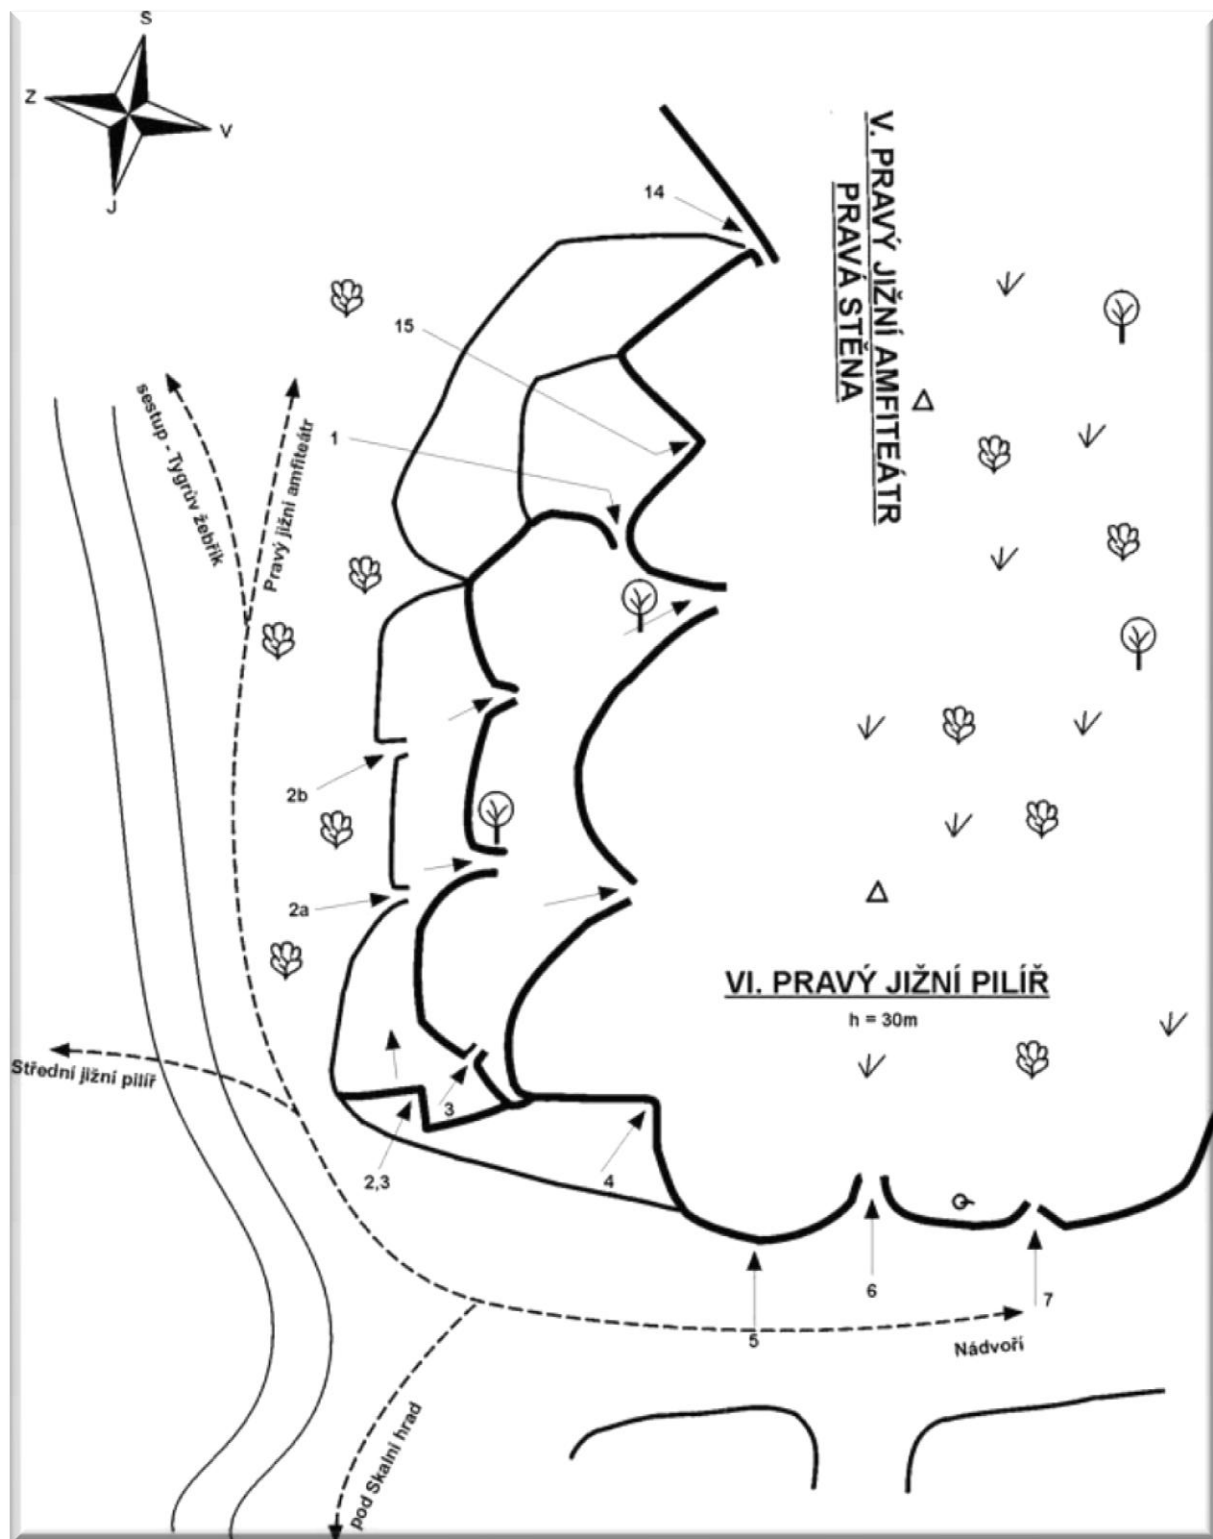 S
Z
V
J
V. PRAVÝ JIŽNÍ AMFITEÁTR
PRAVÁ STĚNA
14
15
1
sestup - Tygrův žebřík
Pravý jižní amfiteátr
2b
2a
VI. PRAVÝ JIŽNÍ PILÍŘ
h = 30m
Střední jižní pilíř
3
2,3
4
6
7
5
Nádvoří
pod Skalní hrad